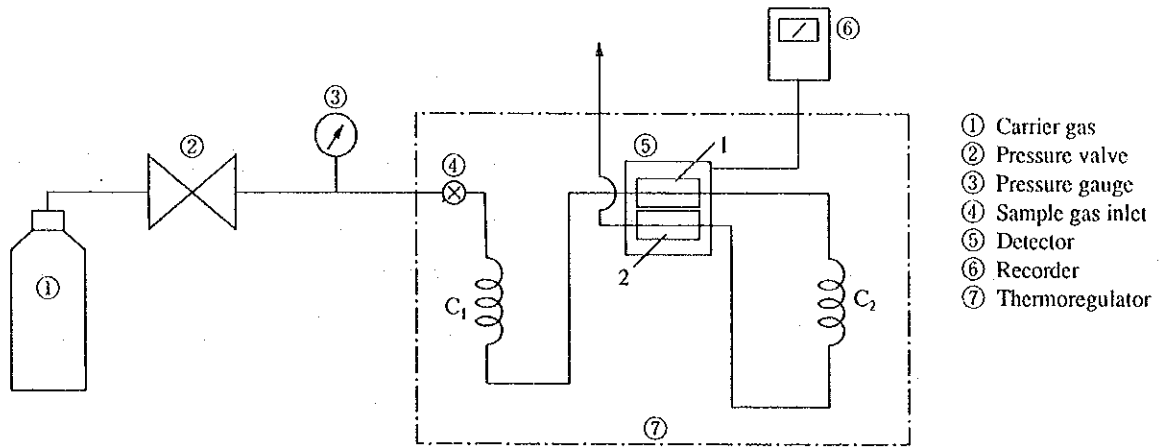 ⑥
③
① Carrier gas
② Pressure valve
③ Pressure gauge
④ Sample gas inlet
⑤ Detector
⑥ Recorder
⑦ Thermoregulator
②
④
⑤
1
①
2
C₁
C₂
⑦